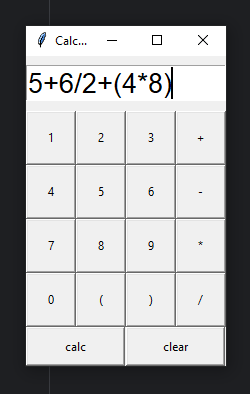 Calc...
5+6/2+(4*8)
1 2 3 +
4 5 6 -
7 8 9 *
0 ( ) /
calc clear